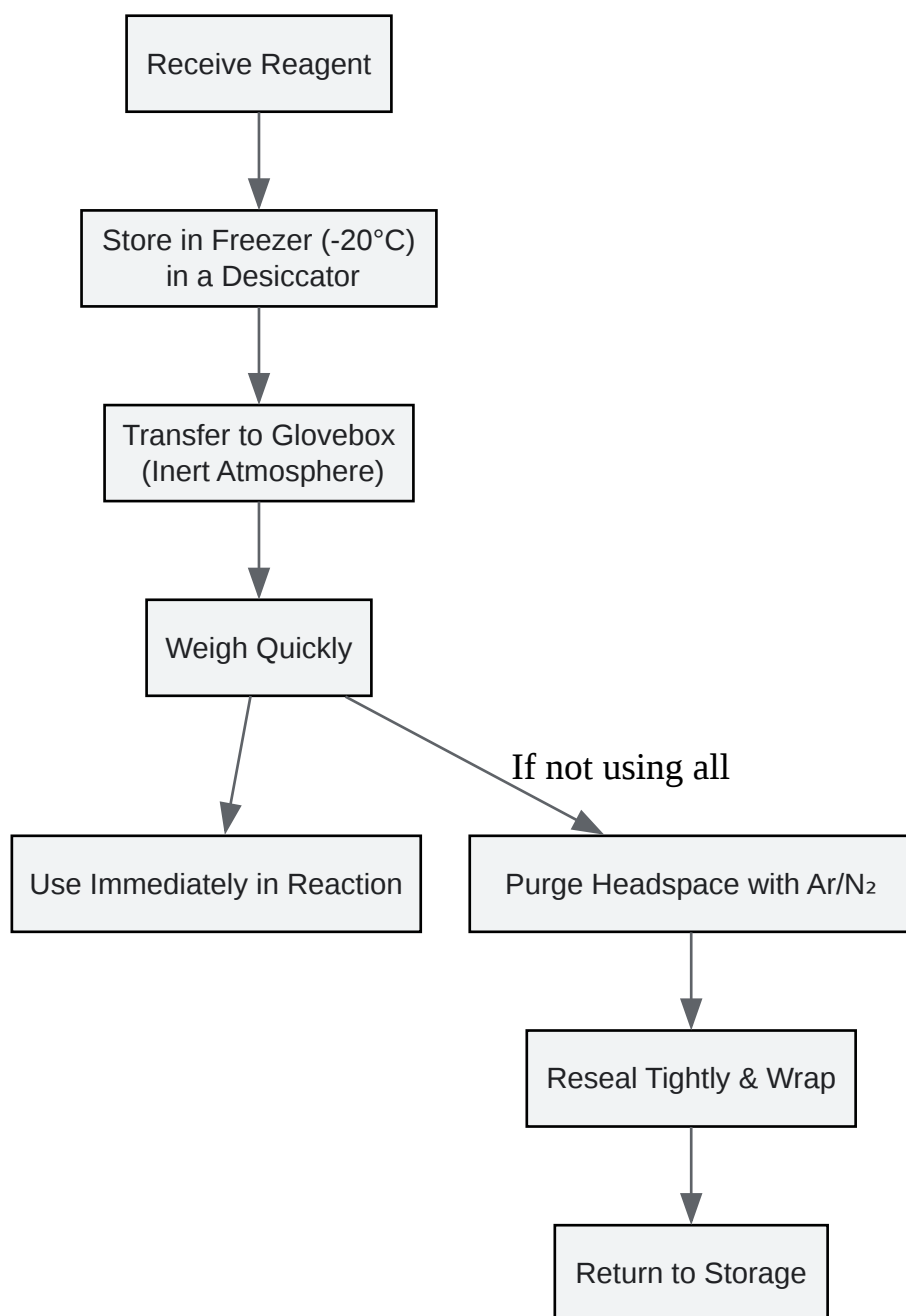 Receive Reagent
Store in Freezer (-20°C)
in a Desiccator
Transfer to Glovebox
(Inert Atmosphere)
Weigh Quickly
If not using all
Use Immediately in Reaction
Purge Headspace with Ar/N₂
Reseal Tightly & Wrap
Return to Storage